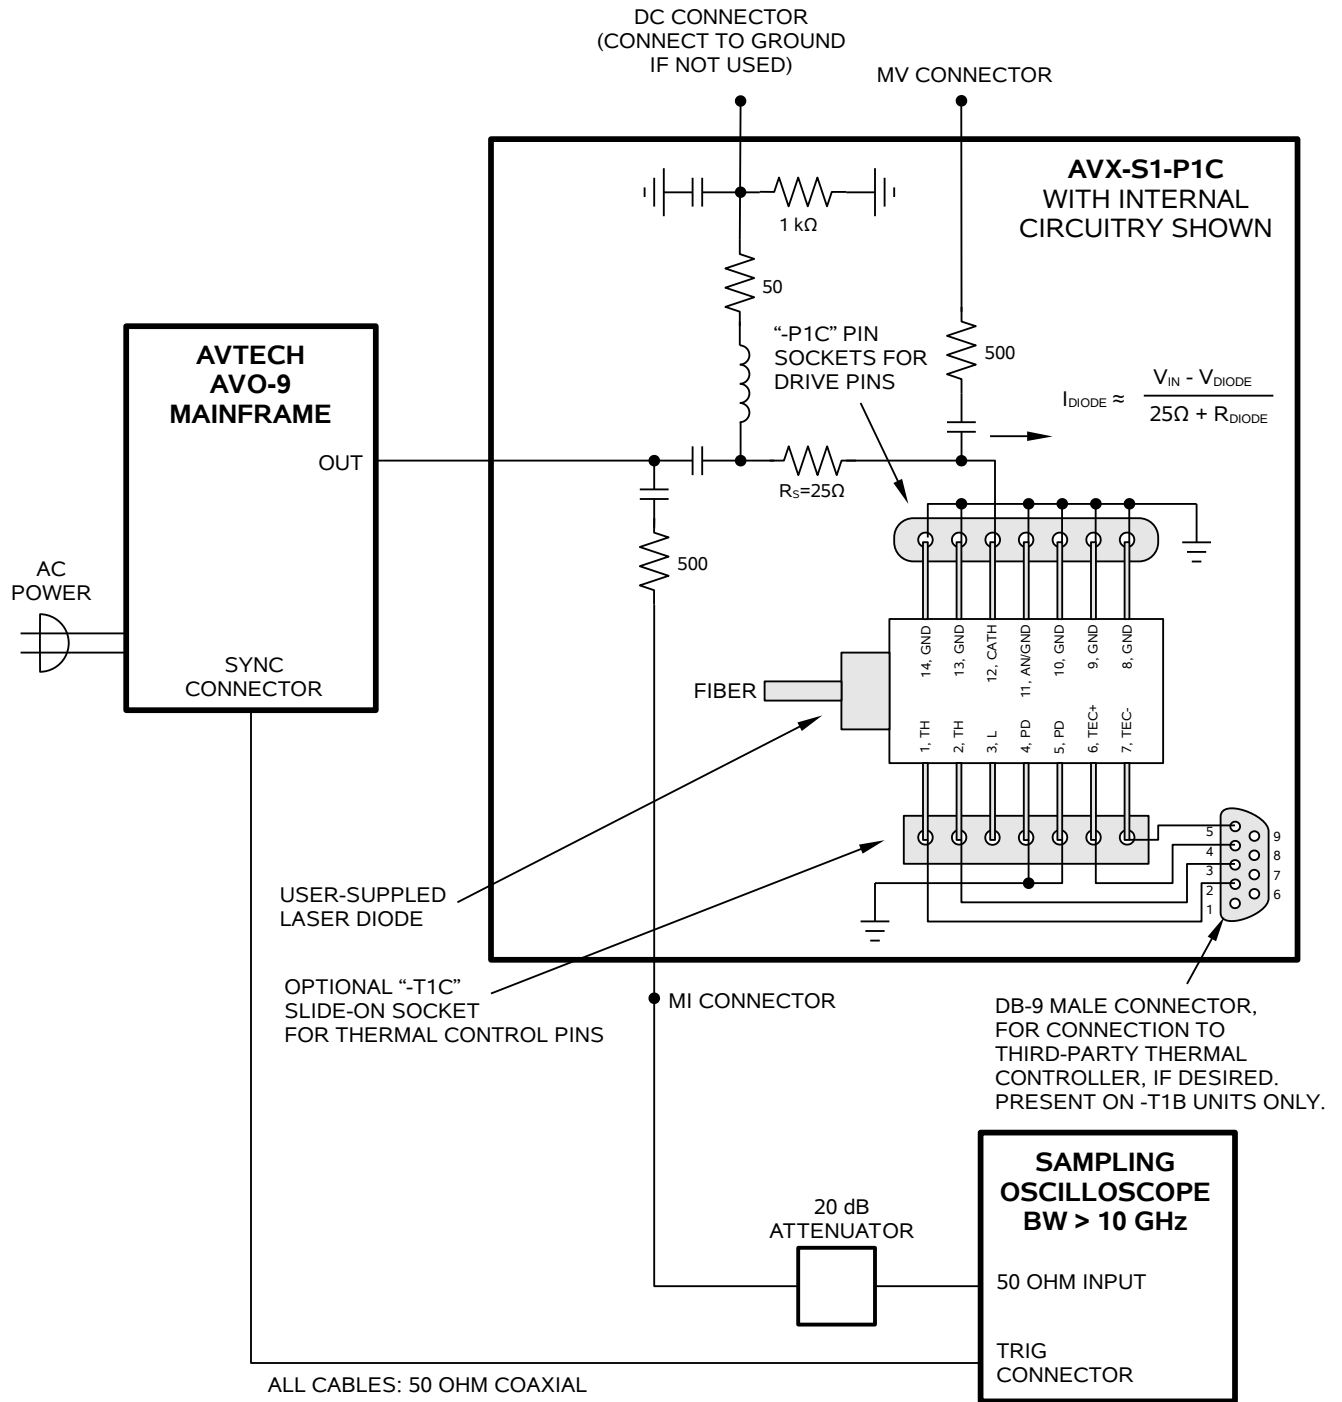 DC CONNECTOR
(CONNECT TO GROUND
IF NOT USED)
MV CONNECTOR
AVX-S1-P1C
WITH INTERNAL
CIRCUITRY SHOWN
1 kΩ
50
"-P1C" PIN
SOCKETS FOR
DRIVE PINS
500
I_DIODE ≈
V_IN - V_DIODE
25Ω + R_DIODE
AVTECH
AVO-9
MAINFRAME
OUT
R_S=25Ω
500
AC
POWER
SYNC
CONNECTOR
14, GND
13, GND
12, CATH
11, AN/GND
10, GND
9, GND
8, GND
FIBER
1, TH
2, TH
3, L
4, PD
5, PD
6, TEC+
7, TEC-
5
4
3
2
1
9
8
7
6
USER-SUPPLED
LASER DIODE
OPTIONAL "-T1C"
SLIDE-ON SOCKET
FOR THERMAL CONTROL PINS
MI CONNECTOR
DB-9 MALE CONNECTOR,
FOR CONNECTION TO
THIRD-PARTY THERMAL
CONTROLLER, IF DESIRED.
PRESENT ON -T1B UNITS ONLY.
20 dB
ATTENUATOR
SAMPLING
OSCILLOSCOPE
BW > 10 GHz
50 OHM INPUT
TRIG
CONNECTOR
ALL CABLES: 50 OHM COAXIAL